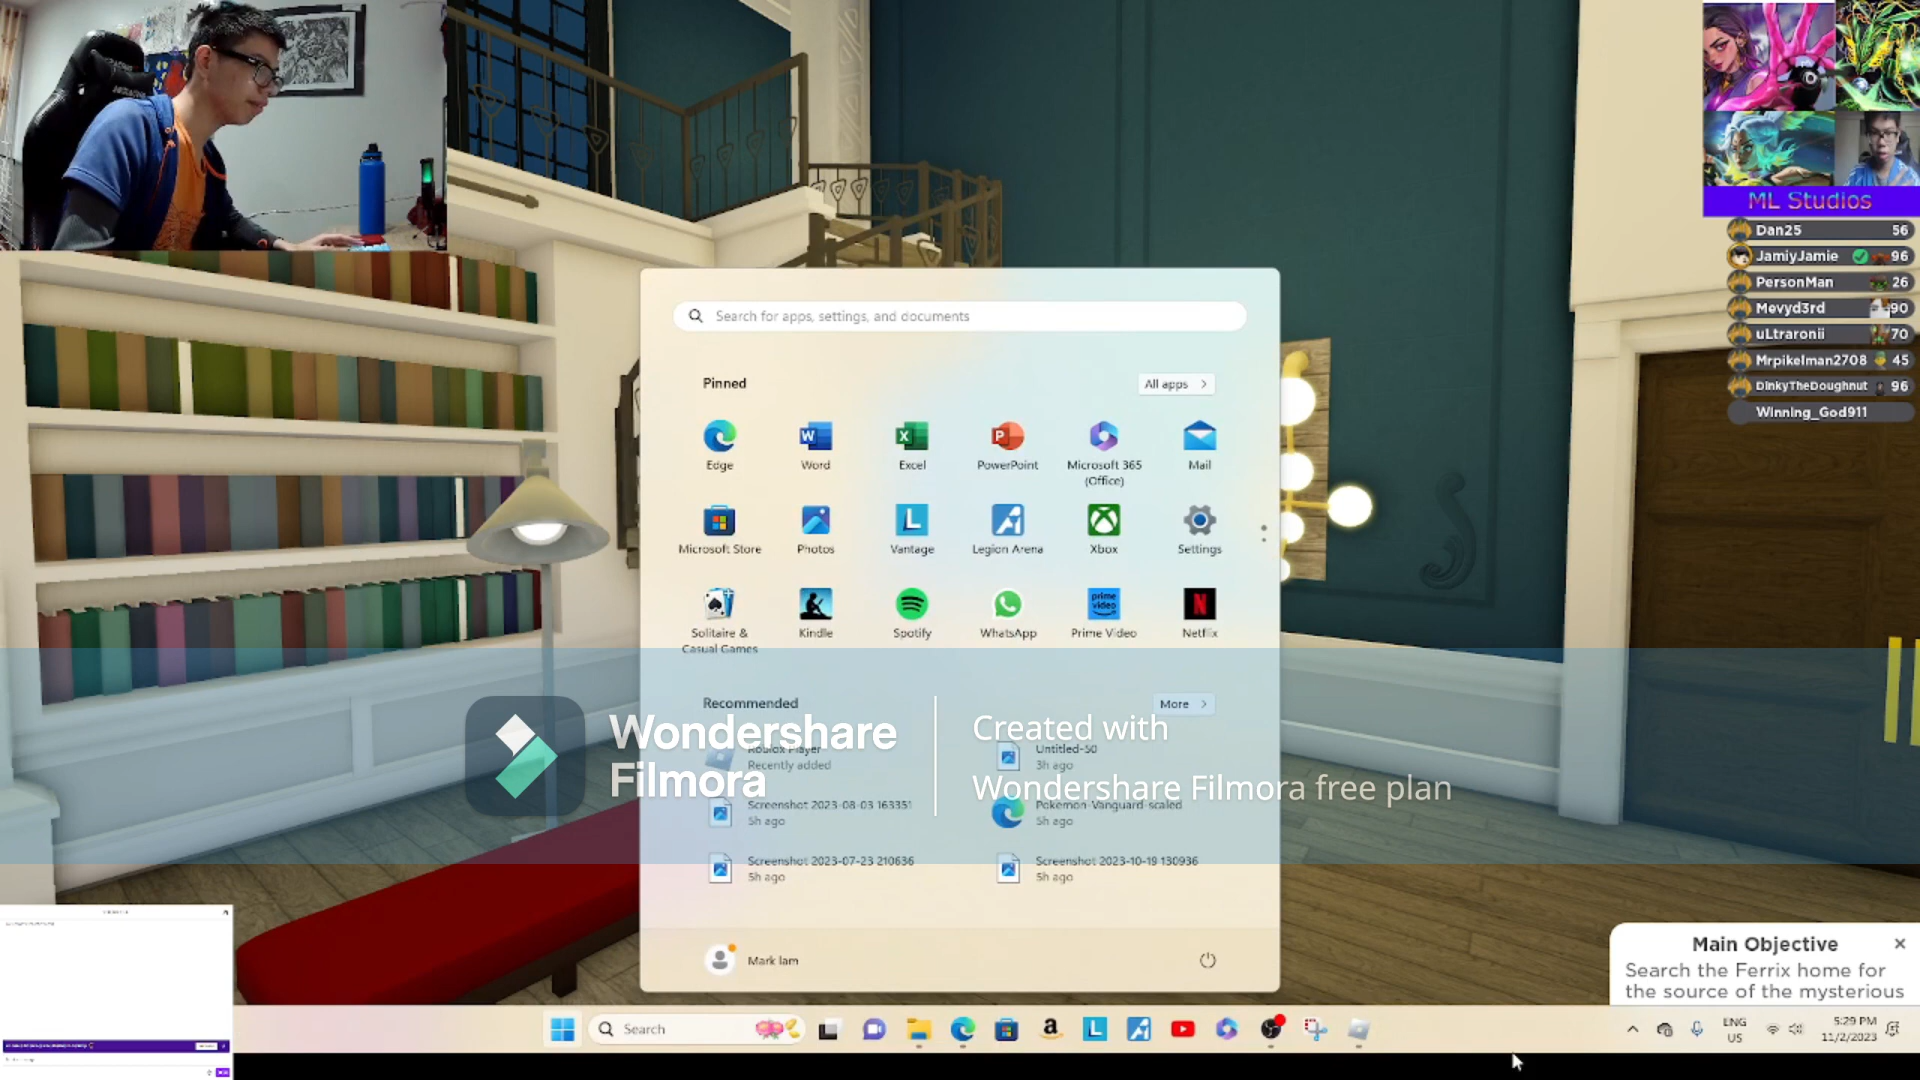 ML Studios
Dan25 56
JamiyJamie 96
PersonMan 26
Mevyd3rd 90
uLtraronii 70
Mrpikelman2708 45
DinkyTheDoughnut 96
Winning_God911
Search for apps, settings, and documents
Pinned
All apps
Edge
Word
Excel
PowerPoint
Microsoft 365
(Office)
Mail
Microsoft Store
Photos
Vantage
Legion Arena
Xbox
Settings
Solitaire &
Casual Games
Kindle
Spotify
WhatsApp
Prime Video
Netflix
Recommended
More
Roblox Player
Recently added
Untitled-50
3h ago
Screenshot 2023-08-03 163351
5h ago
Pokemon-Vanguard-scaled
5h ago
Screenshot 2023-07-23 210636
5h ago
Screenshot 2023-10-19 130936
5h ago
Wondershare
Filmora
Created with
Wondershare Filmora free plan
Mark lam
Main Objective
Search the Ferrix home for
the source of the mysterious
Search
ENG
US
5:29 PM
11/2/2023